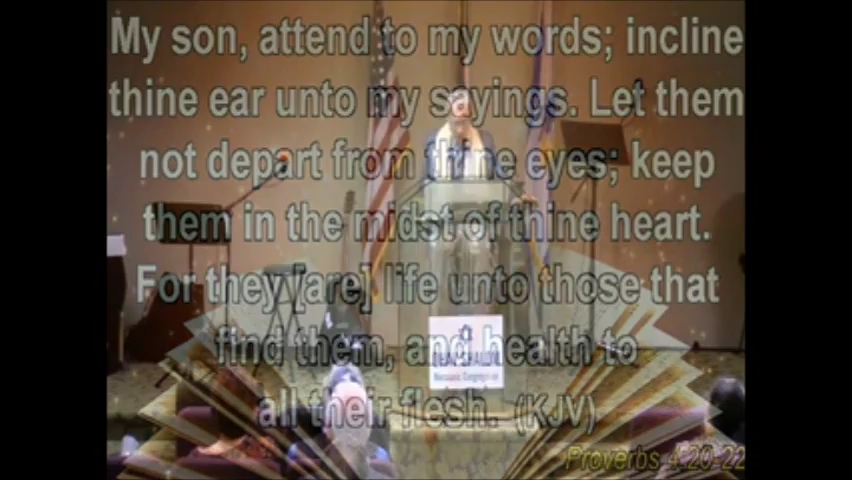 My son, attend to my words; incline
thine ear unto my sayings. Let them
not depart from thine eyes; keep
them in the midst of thine heart.
For they [are] life unto those that
find them, and health to
all their flesh. (KJV)
Proverbs 4:20-22